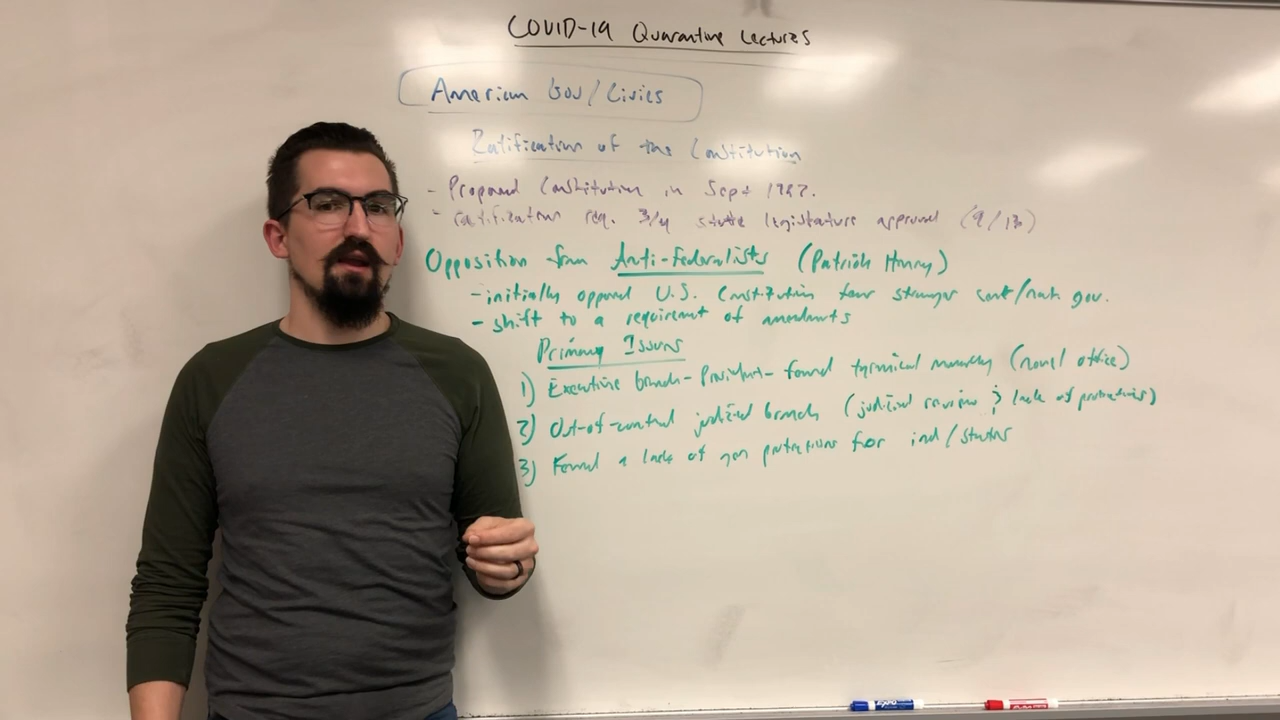 COVID-19 Quarantine Lectures
American Gov/Civics
Ratification of the Constitution
- Proposed Constitution in Sept 1787.
- ratification req. 3/4 state legislature approval (9/13)
Opposition from Anti-Federalists (Patrick Henry)
- initially opposed U.S. Constitution fear stronger cent/nat. gov.
- shift to a requirement of amendments
Primary Issues
1) Executive branch - President - feared tyrannical monarchy (novel office)
2) Out-of-control judicial branch (judicial review ; lack of protections)
3) Feared a lack of gen protections for ind/states
EXPO